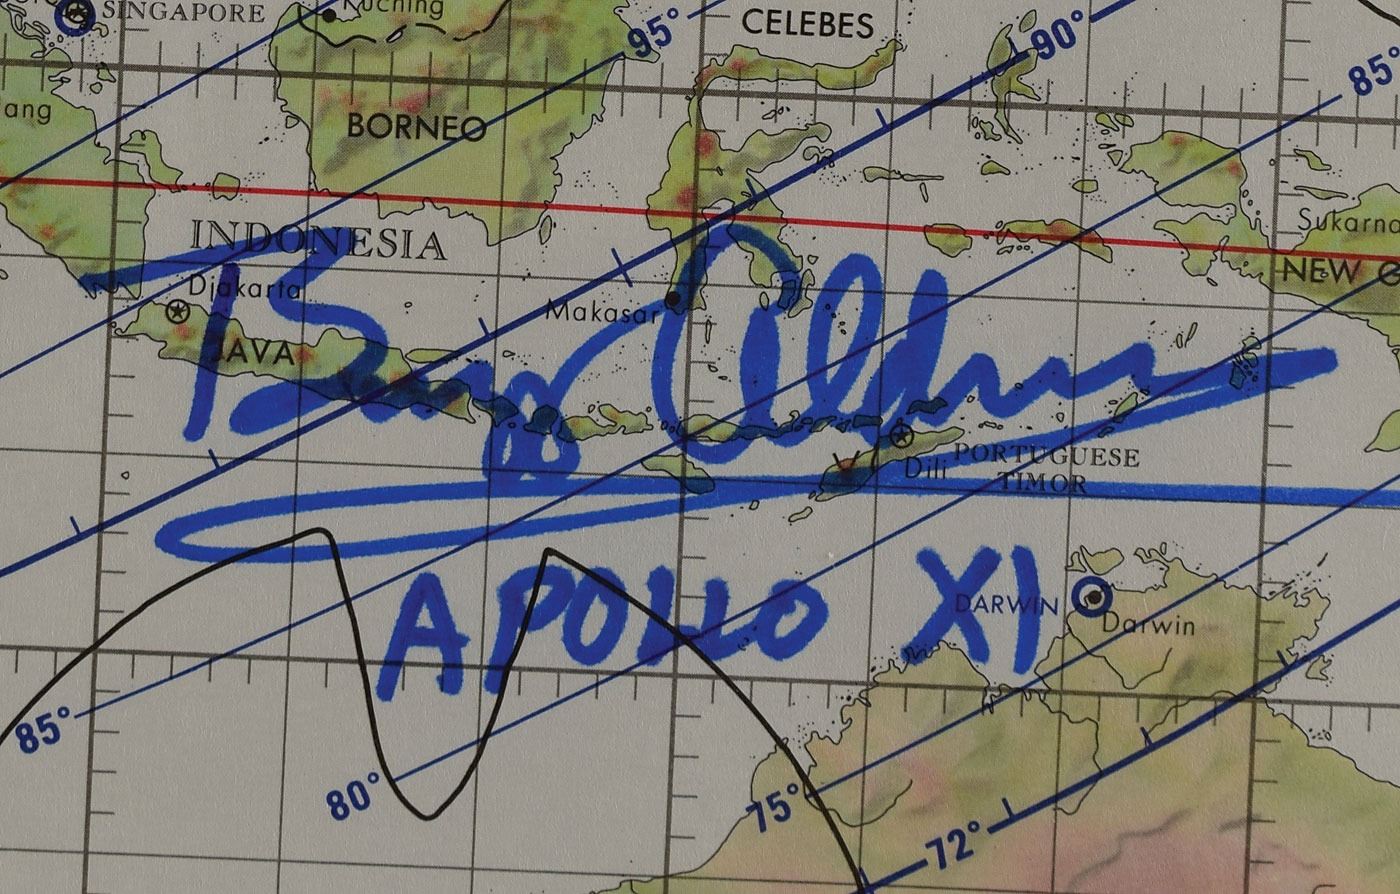 SINGAPORE
Kuching
CELEBES
95°
90°
85°
BORNEO
INDONESIA
Sukarna
NEW G
Djakarta
Makasar
JAVA
Buzz Aldrin
Dili
PORTUGUESE
TIMOR
APOLLO XI
DARWIN
Darwin
85°
80°
75°
72°